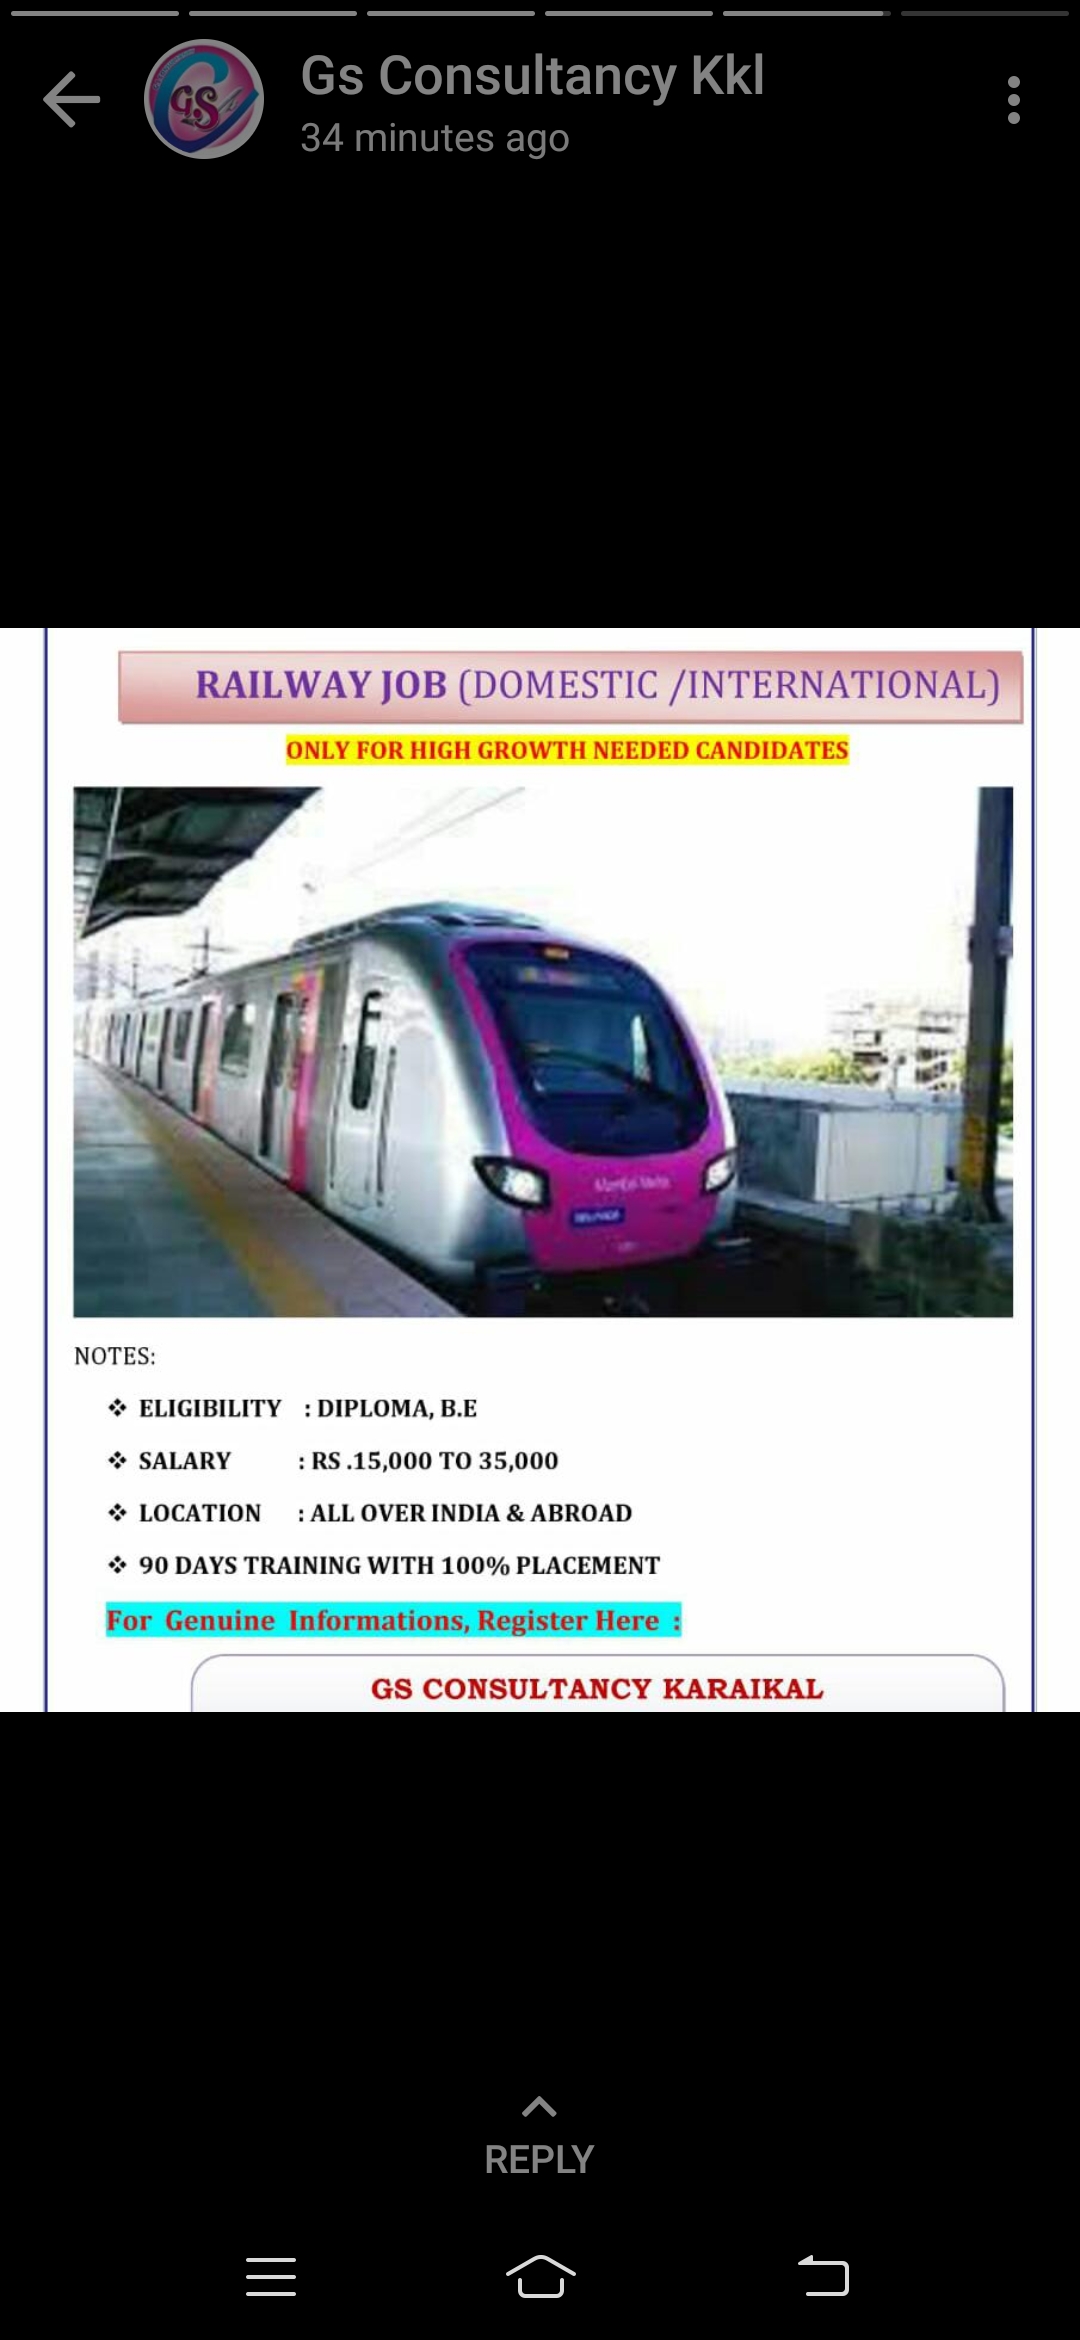 Gs Consultancy Kkl
34 minutes ago
GS
RAILWAY JOB (DOMESTIC /INTERNATIONAL)
ONLY FOR HIGH GROWTH NEEDED CANDIDATES
NOTES:
❖ ELIGIBILITY : DIPLOMA, B.E
❖ SALARY : RS .15,000 TO 35,000
❖ LOCATION : ALL OVER INDIA & ABROAD
❖ 90 DAYS TRAINING WITH 100% PLACEMENT
For Genuine Informations, Register Here :
GS CONSULTANCY KARAIKAL
REPLY